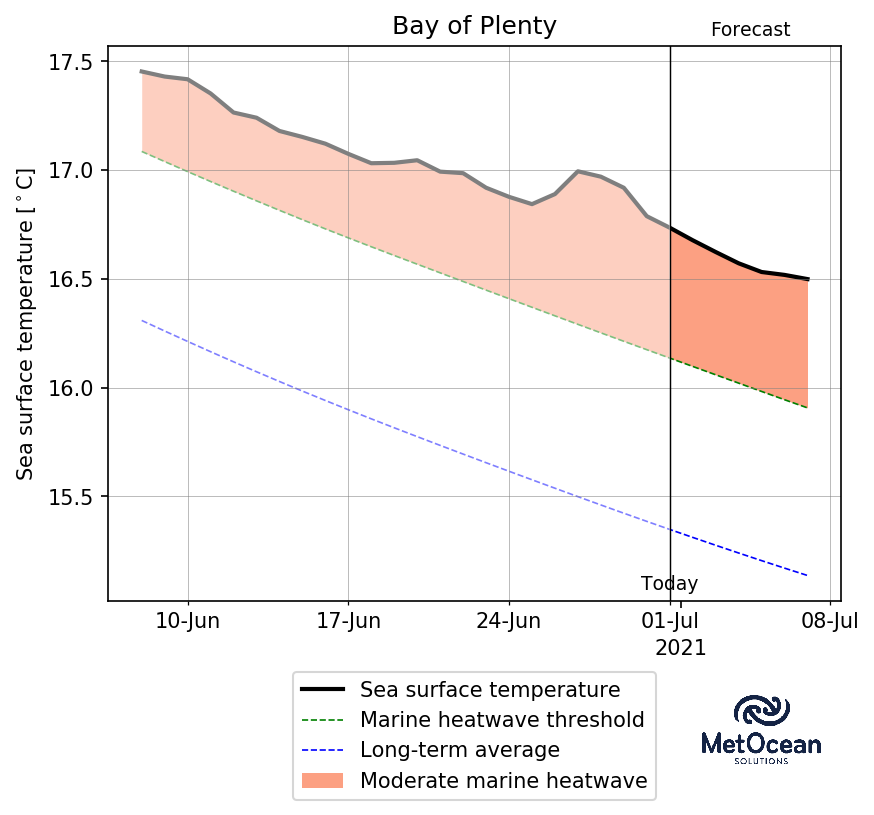 Bay of Plenty
Forecast
Sea surface temperature [°C]
17.5
17.0
16.5
16.0
15.5
Today
10-Jun 17-Jun 24-Jun 01-Jul 08-Jul
2021
Sea surface temperature
Marine heatwave threshold
Long-term average
Moderate marine heatwave
MetOcean
SOLUTIONS